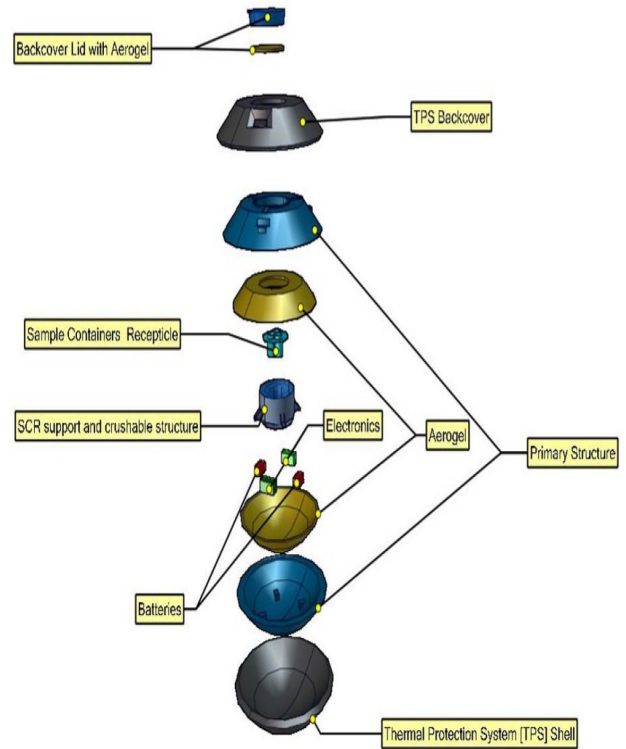 Backcover Lid with Aerogel
TPS Backcover
Sample Containers Recepticle
SCR support and crushable structure
Electronics
Aerogel
Primary Structure
Batteries
Thermal Protection System [TPS] Shell